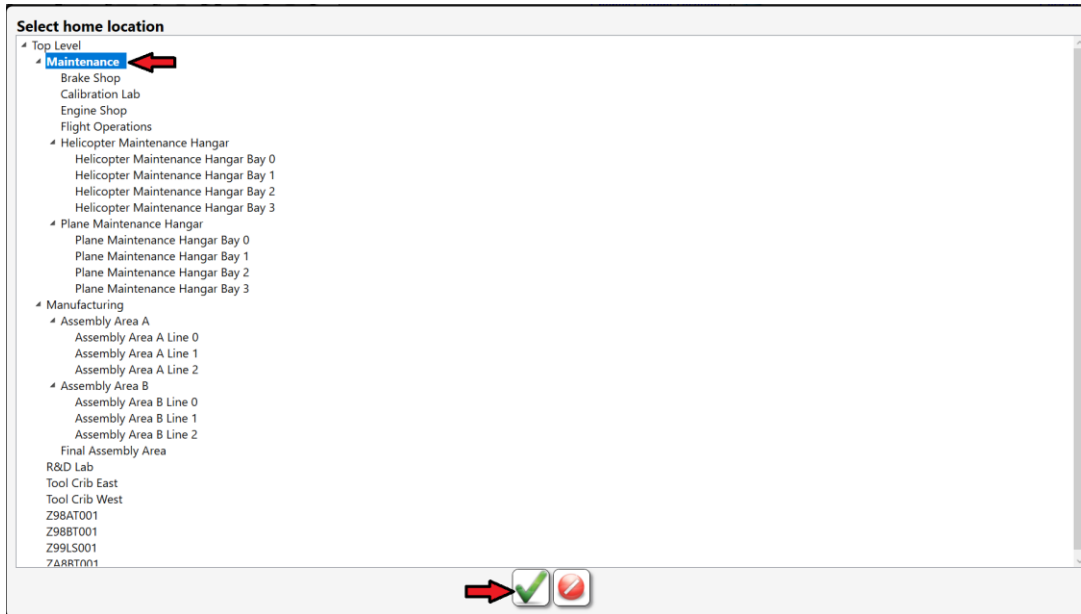 Select home location
Top Level
Maintenance
Brake Shop
Calibration Lab
Engine Shop
Flight Operations
Helicopter Maintenance Hangar
Helicopter Maintenance Hangar Bay 0
Helicopter Maintenance Hangar Bay 1
Helicopter Maintenance Hangar Bay 2
Helicopter Maintenance Hangar Bay 3
Plane Maintenance Hangar
Plane Maintenance Hangar Bay 0
Plane Maintenance Hangar Bay 1
Plane Maintenance Hangar Bay 2
Plane Maintenance Hangar Bay 3
Manufacturing
Assembly Area A
Assembly Area A Line 0
Assembly Area A Line 1
Assembly Area A Line 2
Assembly Area B
Assembly Area B Line 0
Assembly Area B Line 1
Assembly Area B Line 2
Final Assembly Area
R&D Lab
Tool Crib East
Tool Crib West
Z98AT001
Z98BT001
Z99LS001
ZA8BT001